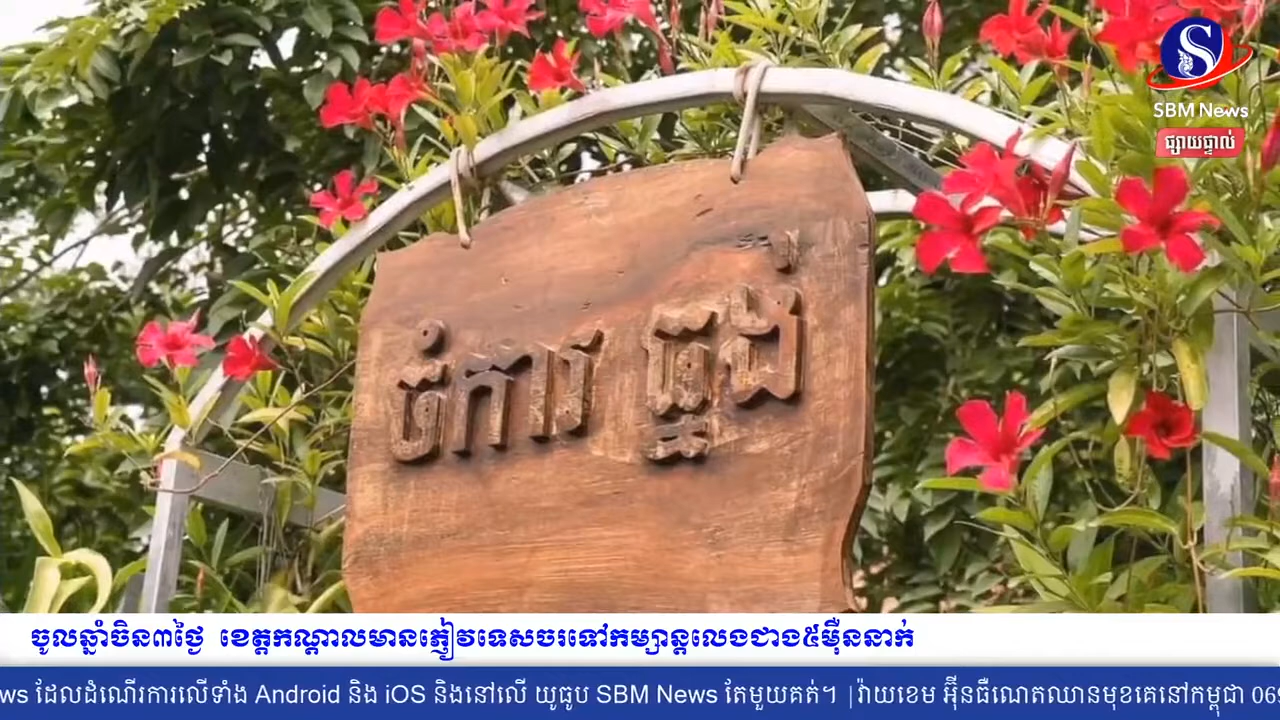 SBM News
ផ្សាយផ្ទាល់
ចំការ ឆ្លង់
ចូលឆ្នាំចិន៣ថ្ងៃ ខេត្តកណ្តាលមានភ្ញៀវទេសចរទៅកម្សាន្តលេងជាង៥ម៉ឺននាក់
ws ដែលដំណើរការលើទាំង Android និង iOS និងនៅលើ យូធូប SBM News តែមួយគត់។ |វ៉ាយខេម អ៊ីនធឺណេតឈានមុខគេនៅកម្ពុជា 069